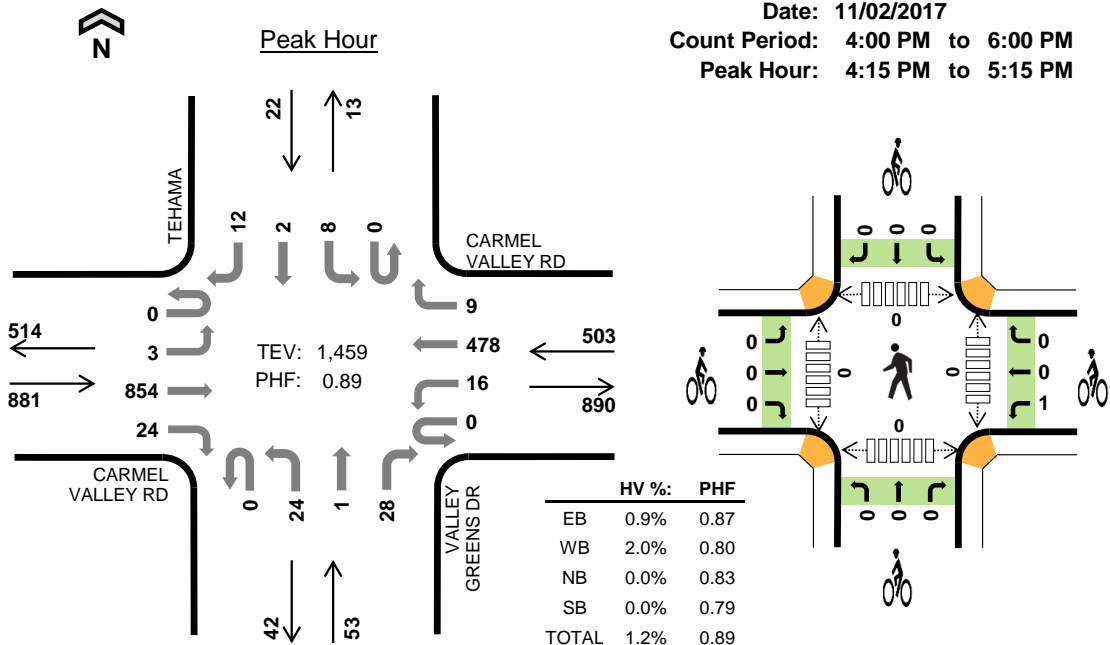 N
Peak Hour
Date: 11/02/2017
Count Period: 4:00 PM to 6:00 PM
Peak Hour: 4:15 PM to 5:15 PM
22
13
TEHAMA
12
2
8
0
CARMEL
VALLEY RD
0
3
854
24
514
881
TEV: 1,459
PHF: 0.89
9
478
16
0
503
890
CARMEL
VALLEY RD
0
24
1
28
VALLEY
GREENS DR
42
53
0
0
0
0
0
0
0
0
0
0
0
0
1
0
0
0
0
HV %: PHF
EB 0.9% 0.87
WB 2.0% 0.80
NB 0.0% 0.83
SB 0.0% 0.79
TOTAL 1.2% 0.89